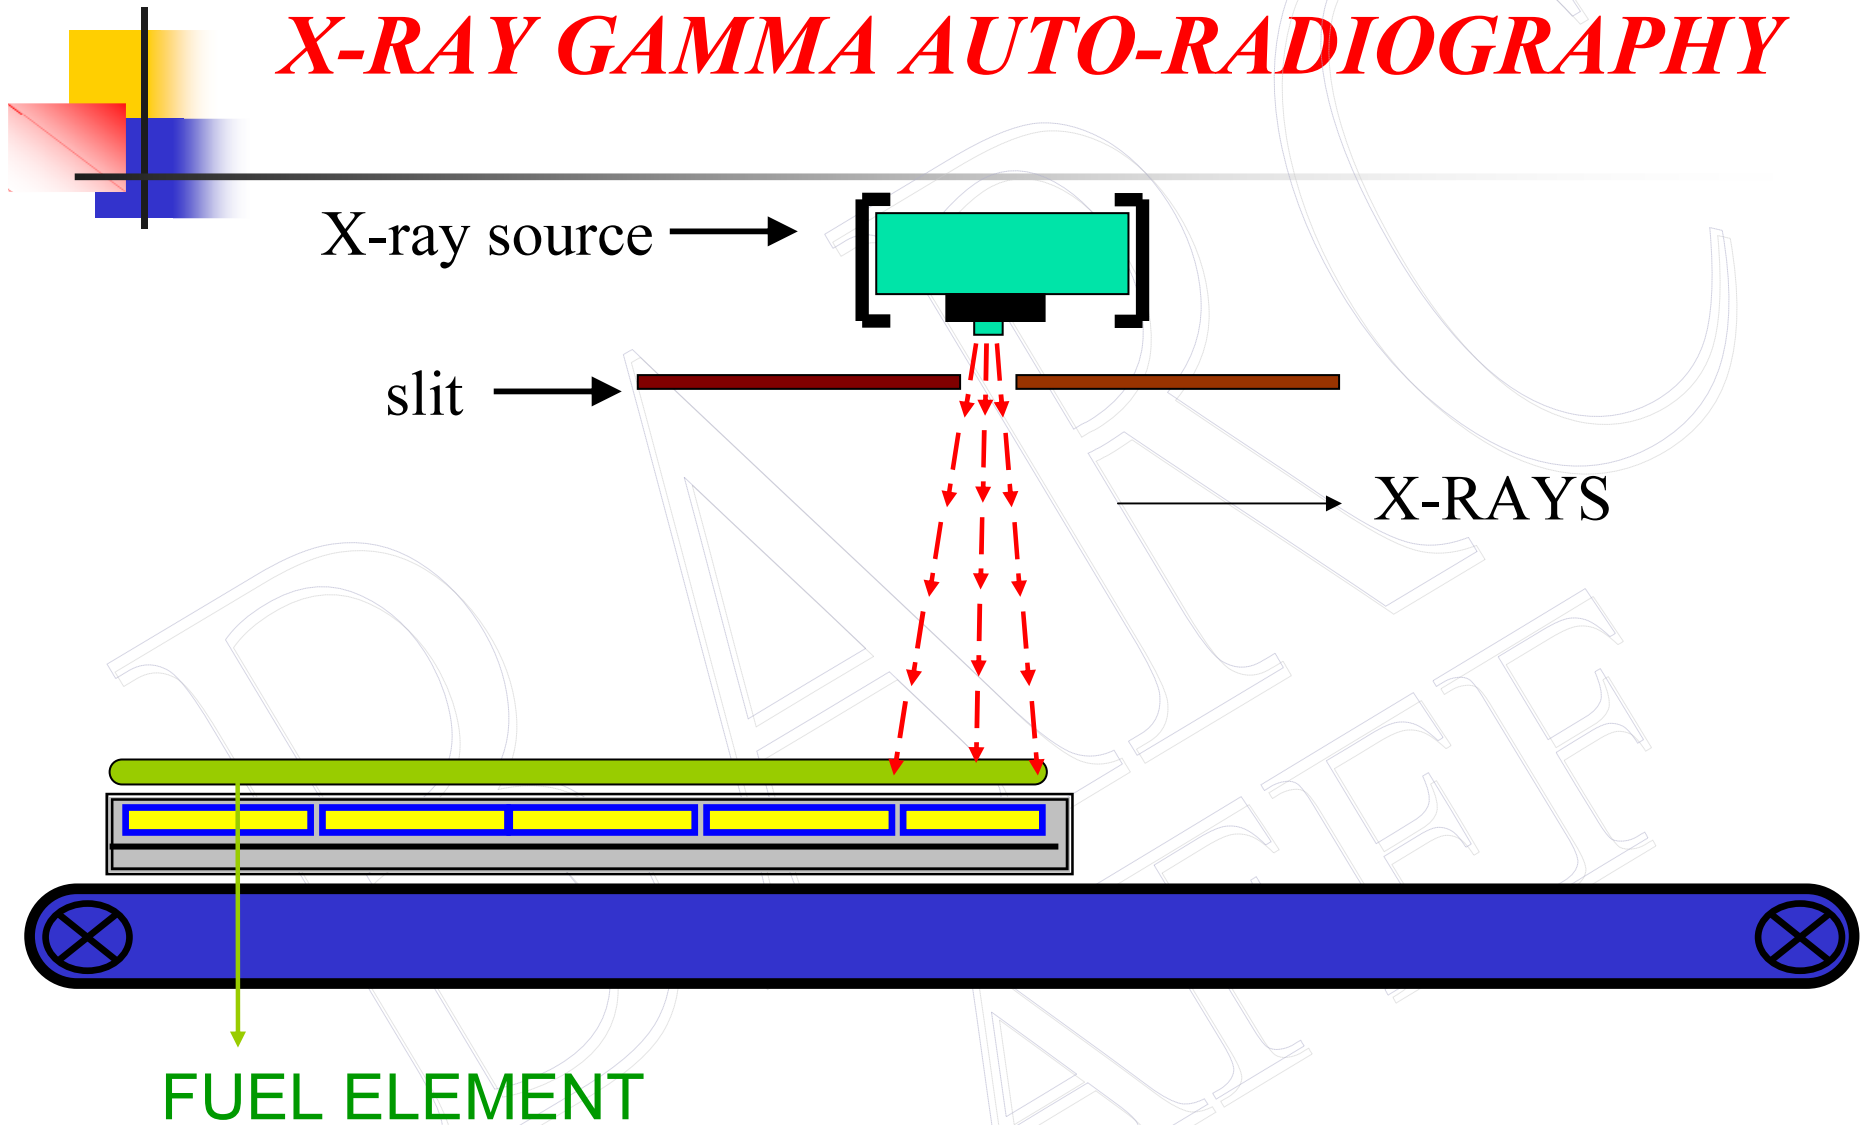 X-RAY GAMMA AUTO-RADIOGRAPHY
X-ray source
slit
X-RAYS
FUEL ELEMENT